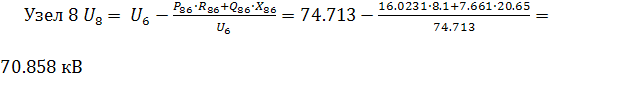 Узел 8 U₈ = U₆ − (P₈₆·R₈₆+Q₈₆·X₈₆)/U₆ = 74.713 − (16.0231·8.1+7.661·20.65)/74.713 =
70.858 кВ